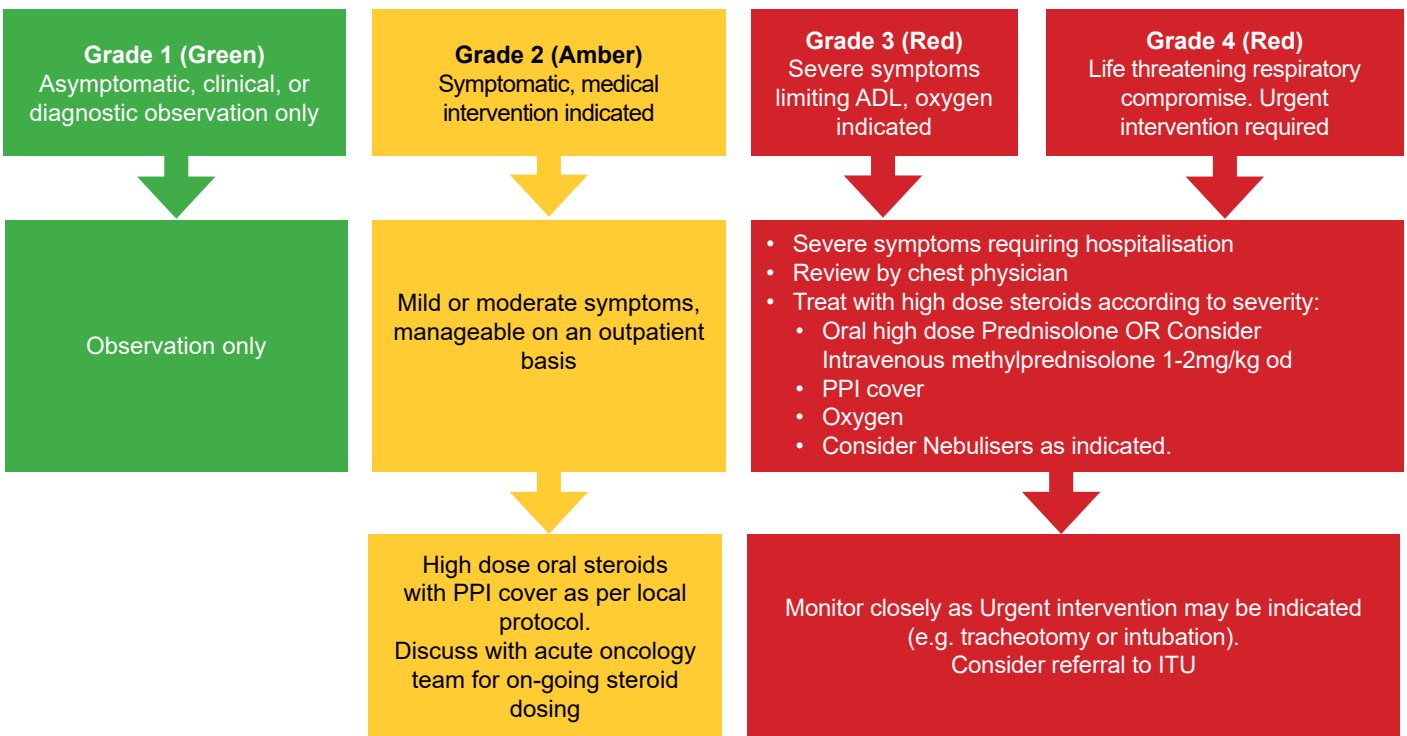 Grade 1 (Green)
Asymptomatic, clinical, or
diagnostic observation only
Observation only
Grade 2 (Amber)
Symptomatic, medical
intervention indicated
Mild or moderate symptoms,
manageable on an outpatient
basis
High dose oral steroids
with PPI cover as per local
protocol.
Discuss with acute oncology
team for on-going steroid
dosing
Grade 3 (Red)
Severe symptoms
limiting ADL, oxygen
indicated
Grade 4 (Red)
Life threatening respiratory
compromise. Urgent
intervention required
• Severe symptoms requiring hospitalisation
• Review by chest physician
• Treat with high dose steroids according to severity:
• Oral high dose Prednisolone OR Consider
Intravenous methylprednisolone 1-2mg/kg od
• PPI cover
• Oxygen
• Consider Nebulisers as indicated.
Monitor closely as Urgent intervention may be indicated
(e.g. tracheotomy or intubation).
Consider referral to ITU